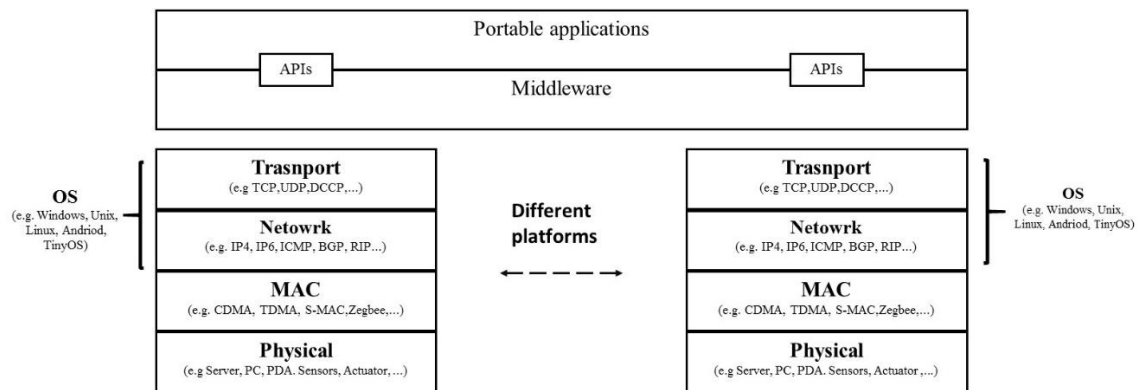 Portable applications
APIs
APIs
Middleware
Trasnport
(e.g TCP,UDP,DCCP,...)
Netowrk
(e.g. IP4, IP6, ICMP, BGP, RIP...)
MAC
(e.g. CDMA, TDMA, S-MAC,Zegbee,...)
Physical
(e.g Server, PC, PDA. Sensors, Actuator, ...)
OS
(e.g. Windows, Unix,
Linux, Andriod,
TinyOS)
Different
platforms
Trasnport
(e.g. TCP,UDP,DCCP,...)
Netowrk
(e.g. IP4, IP6, ICMP, BGP, RIP...)
MAC
(e.g. CDMA, TDMA, S-MAC,Zegbee,...)
Physical
(e.g Server, PC, PDA. Sensors, Actuator ,...)
OS
(e.g. Windows, Unix,
Linux, Andriod, TinyOS)